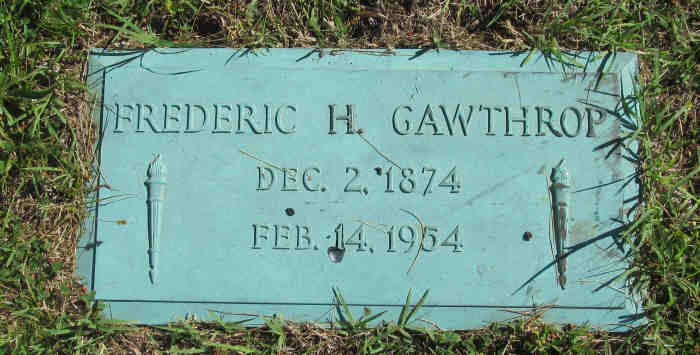 FREDERIC H. GAWTHROP
DEC. 2, 1874
FEB. 14, 1954